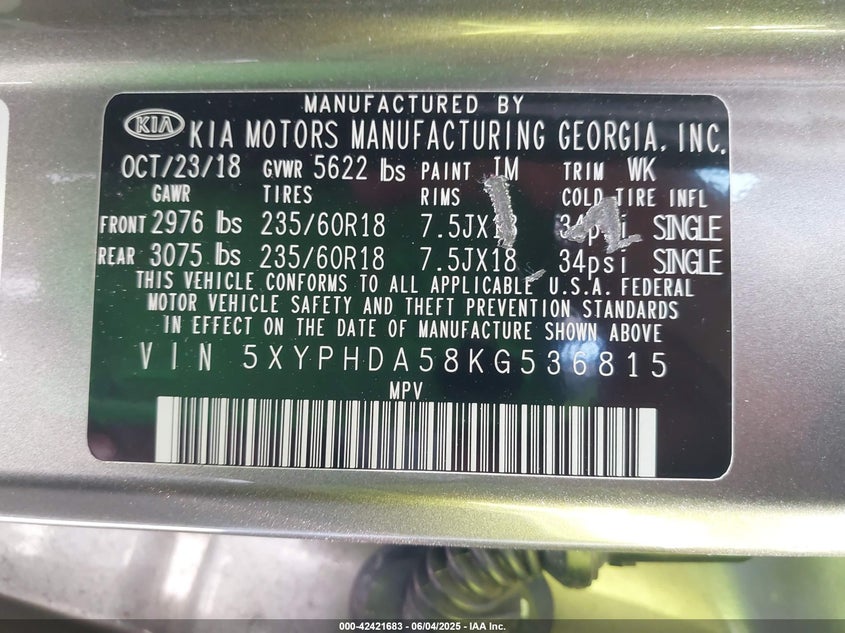 MANUFACTURED BY
KIA KIA MOTORS MANUFACTURING GEORGIA, INC.
OCT/23/18 GVWR 5622 lbs PAINT IM TRIM WK
GAWR TIRES RIMS COLD TIRE INFL
FRONT 2976 lbs 235/60R18 7.5JX18 34psi SINGLE
REAR 3075 lbs 235/60R18 7.5JX18 34psi SINGLE
THIS VEHICLE CONFORMS TO ALL APPLICABLE U.S.A. FEDERAL
MOTOR VEHICLE SAFETY AND THEFT PREVENTION STANDARDS
IN EFFECT ON THE DATE OF MANUFACTURE SHOWN ABOVE
VIN 5XYPHDA58KG536815
MPV
000-42421683 - 06/04/2025 - IAA Inc.